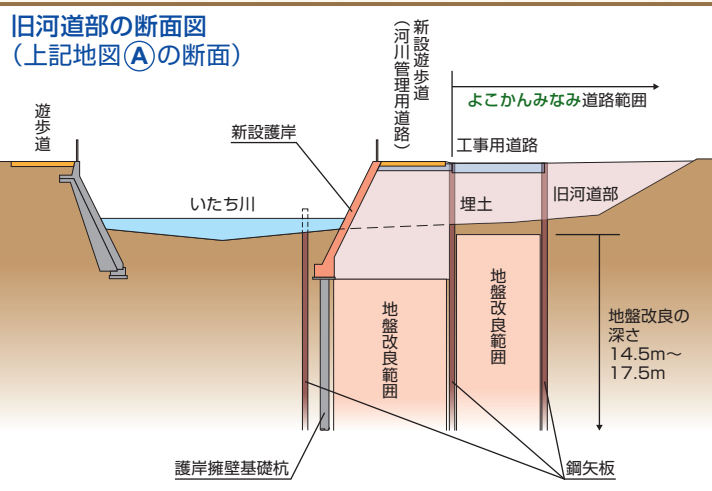 旧河道部の断面図
（上記地図Ⓐの断面）
遊歩道
新設護岸
新設遊歩道
（河川管理用道路）
よこかんみなみ道路範囲
工事用道路
いたち川
埋土
旧河道部
地盤改良範囲
地盤改良範囲
地盤改良の
深さ
14.5m〜
17.5m
護岸擁壁基礎杭
鋼矢板